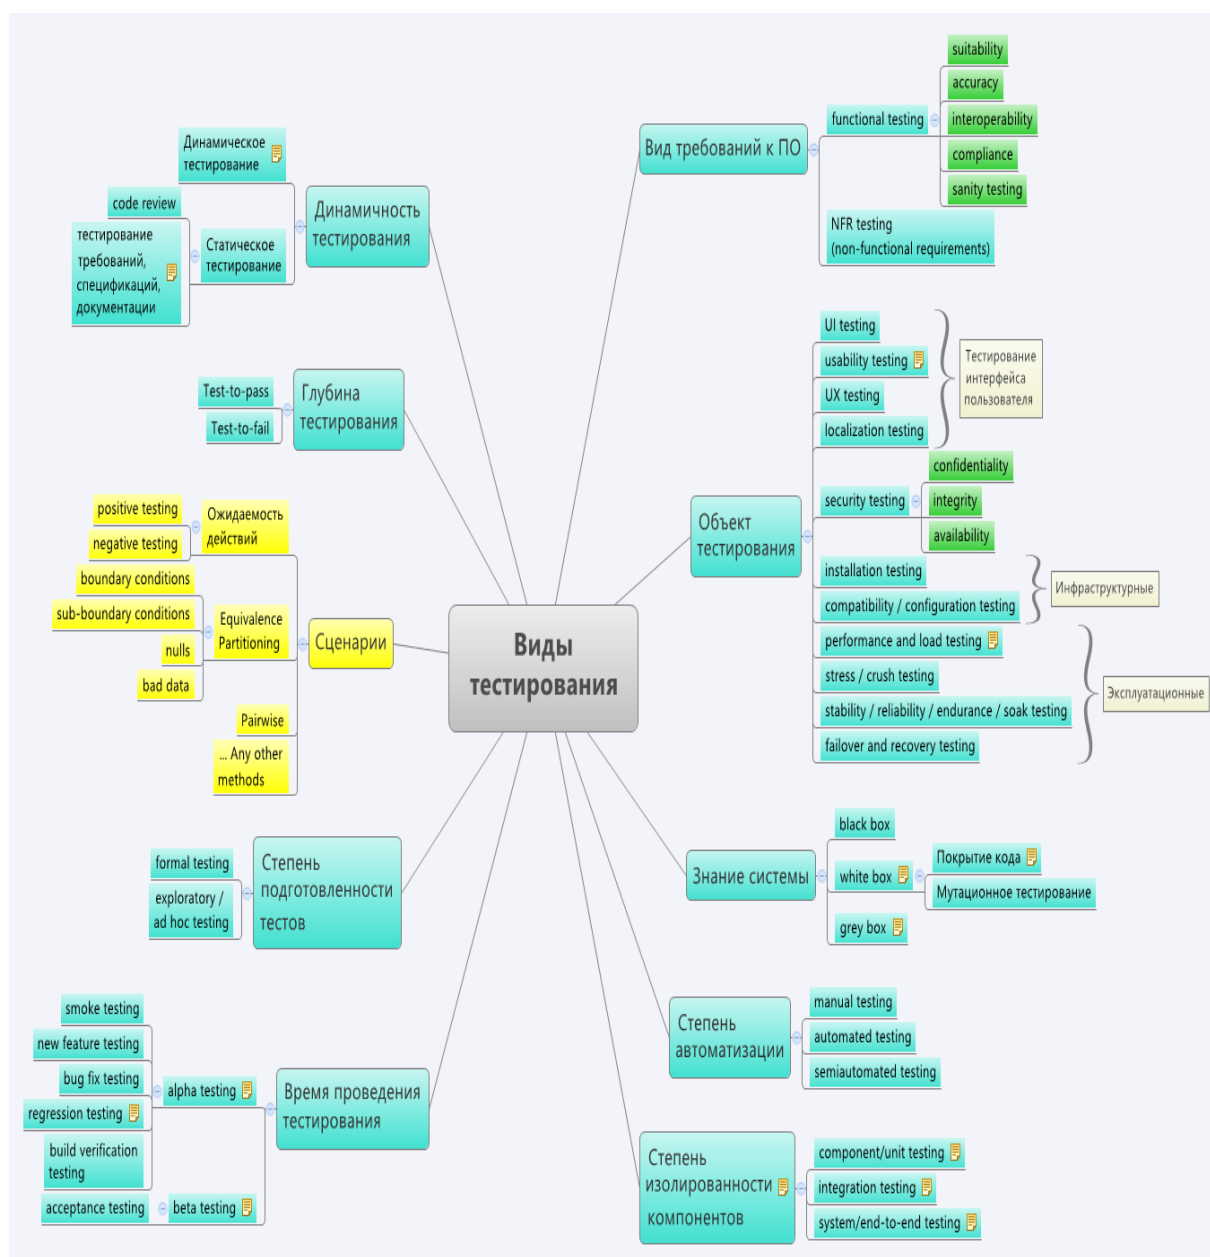 Виды
тестирования
Вид требований к ПО
functional testing
suitability
accuracy
interoperability
compliance
sanity testing
NFR testing
(non-functional requirements)
Объект
тестирования
UI testing
usability testing
UX testing
localization testing
Тестирование
интерфейса
пользователя
security testing
confidentiality
integrity
availability
installation testing
compatibility / configuration testing
Инфраструктурные
performance and load testing
stress / crush testing
stability / reliability / endurance / soak testing
failover and recovery testing
Эксплуатационные
Знание системы
black box
white box
Покрытие кода
Мутационное тестирование
grey box
Степень
автоматизации
manual testing
automated testing
semiautomated testing
Степень
изолированности
компонентов
component/unit testing
integration testing
system/end-to-end testing
Динамичность
тестирования
Динамическое
тестирование
Статическое
тестирование
code review
тестирование
требований,
спецификаций,
документации
Глубина
тестирования
Test-to-pass
Test-to-fail
Сценарии
Ожидаемость
действий
positive testing
negative testing
Equivalence
Partitioning
boundary conditions
sub-boundary conditions
nulls
bad data
Pairwise
... Any other
methods
Степень
подготовленности
тестов
formal testing
exploratory /
ad hoc testing
Время проведения
тестирования
alpha testing
smoke testing
new feature testing
bug fix testing
regression testing
build verification
testing
beta testing
acceptance testing